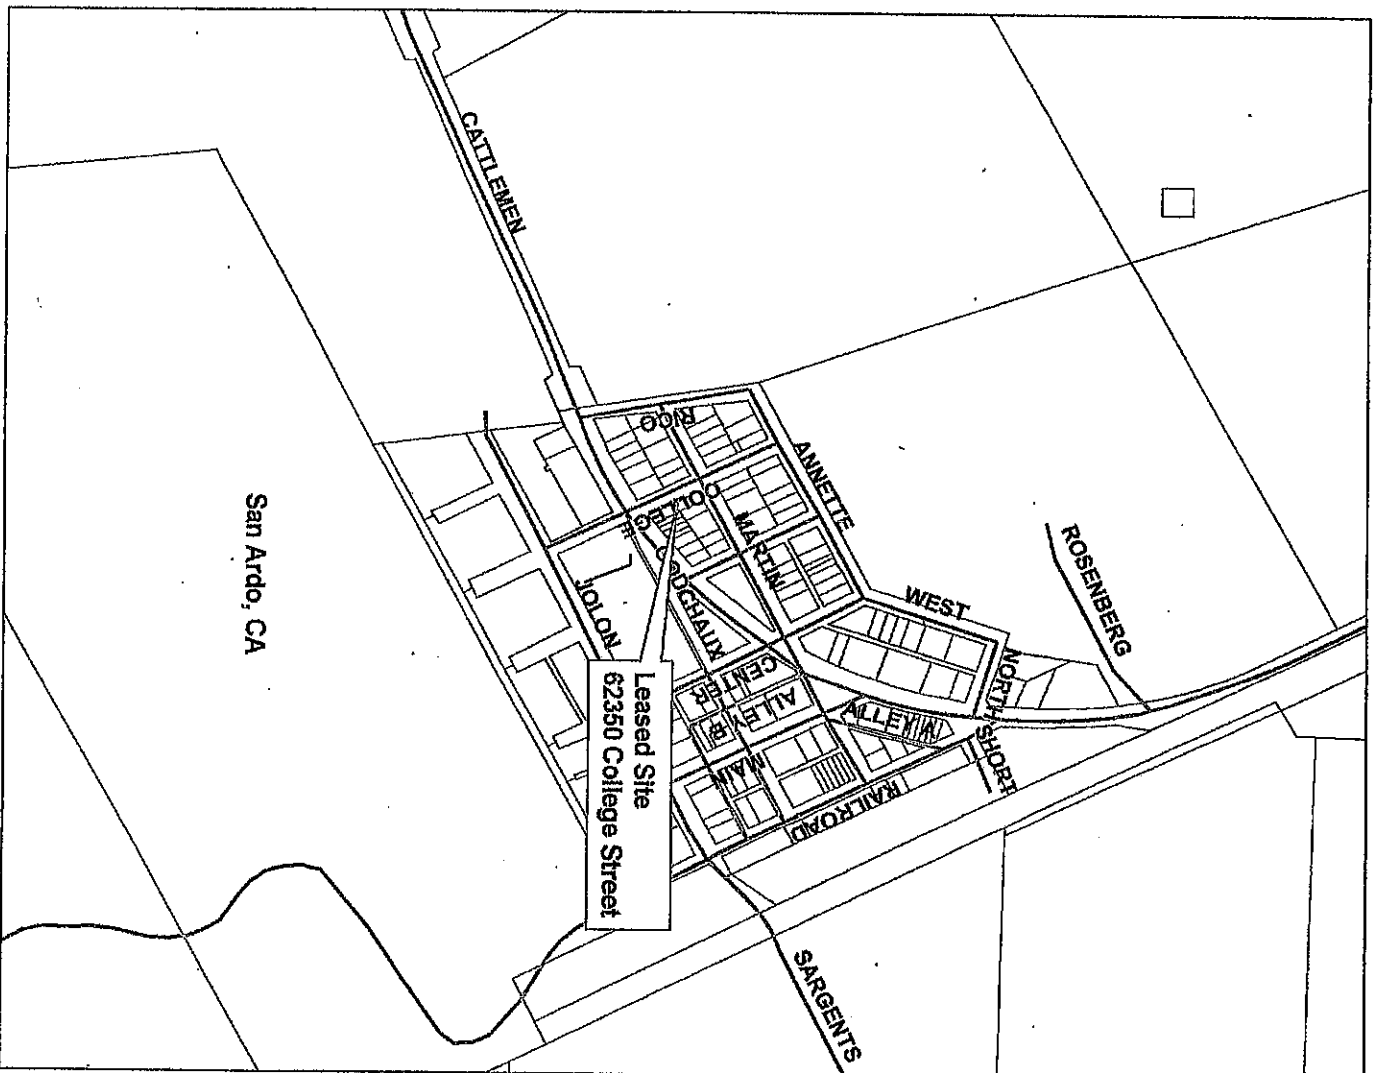 CATTLEMEN
RICO
ANNETTE
COLLEGE
MARTIN
GODCHAUX
JOLON
WEST
ROSENBERG
NORTH
SHORT
CENTER
ALLEY B
ALLEY A
MAIN
RAILROAD
SARGENTS
San Ardo, CA
Leased Site
62350 College Street